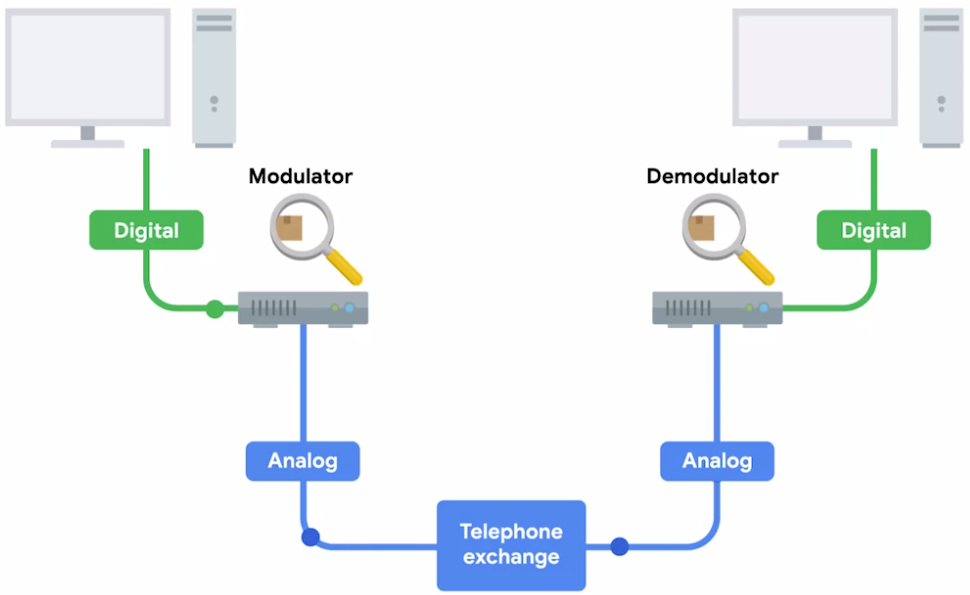 Modulator
Demodulator
Digital
Digital
Analog
Analog
Telephone
exchange